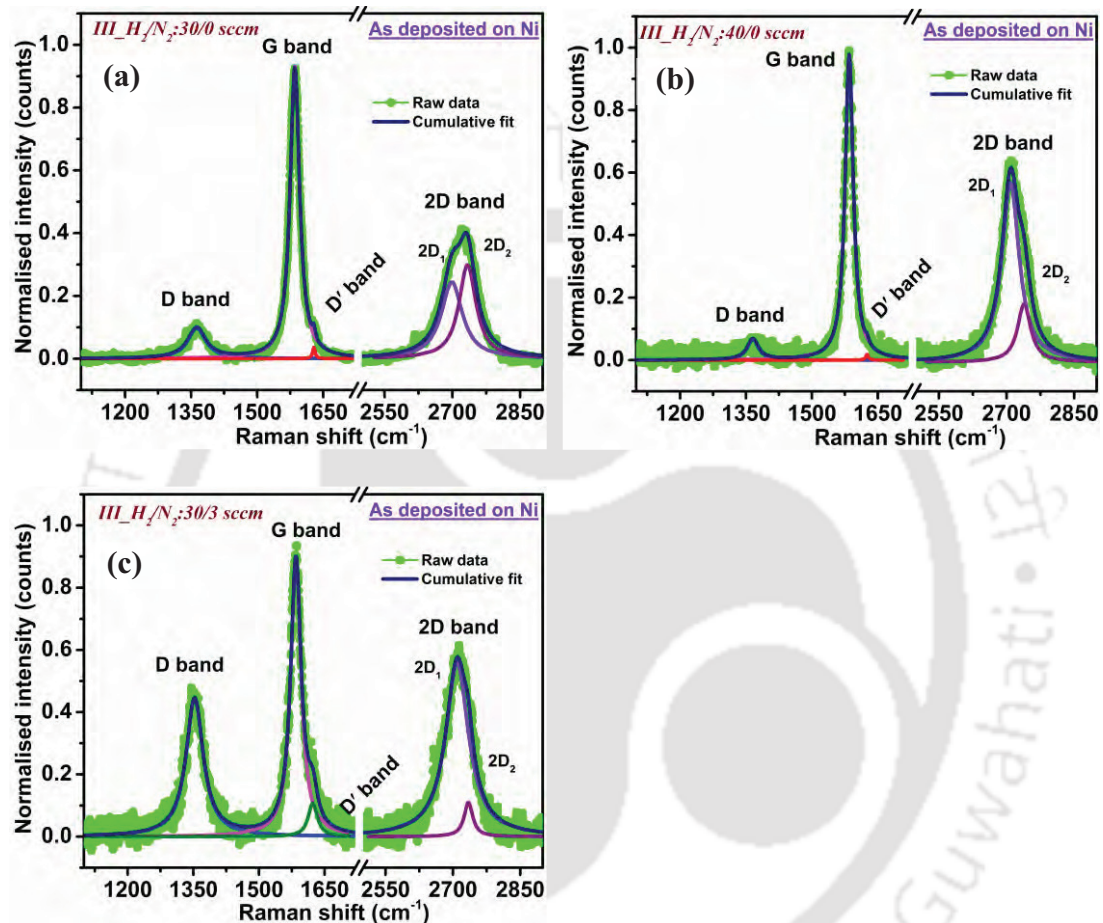 III_H₂/N₂:30/0 sccm
As deposited on Ni
(a)
G band
Raw data
Cumulative fit
D band
D′ band
2D band
2D₁
2D₂
Normalised intensity (counts)
1.0
0.8
0.6
0.4
0.2
0.0
1200 1350 1500 1650 2550 2700 2850
Raman shift (cm⁻¹)
III_H₂/N₂:40/0 sccm
As deposited on Ni
(b)
G band
Raw data
Cumulative fit
D band
D′ band
2D band
2D₁
2D₂
Normalised intensity (counts)
1.0
0.8
0.6
0.4
0.2
0.0
1200 1350 1500 1650 2550 2700 2850
Raman shift (cm⁻¹)
III_H₂/N₂:30/3 sccm
As deposited on Ni
(c)
G band
Raw data
Cumulative fit
D band
D′ band
2D band
2D₁
2D₂
Normalised intensity (counts)
1.0
0.8
0.6
0.4
0.2
0.0
1200 1350 1500 1650 2550 2700 2850
Raman shift (cm⁻¹)
Guwahati